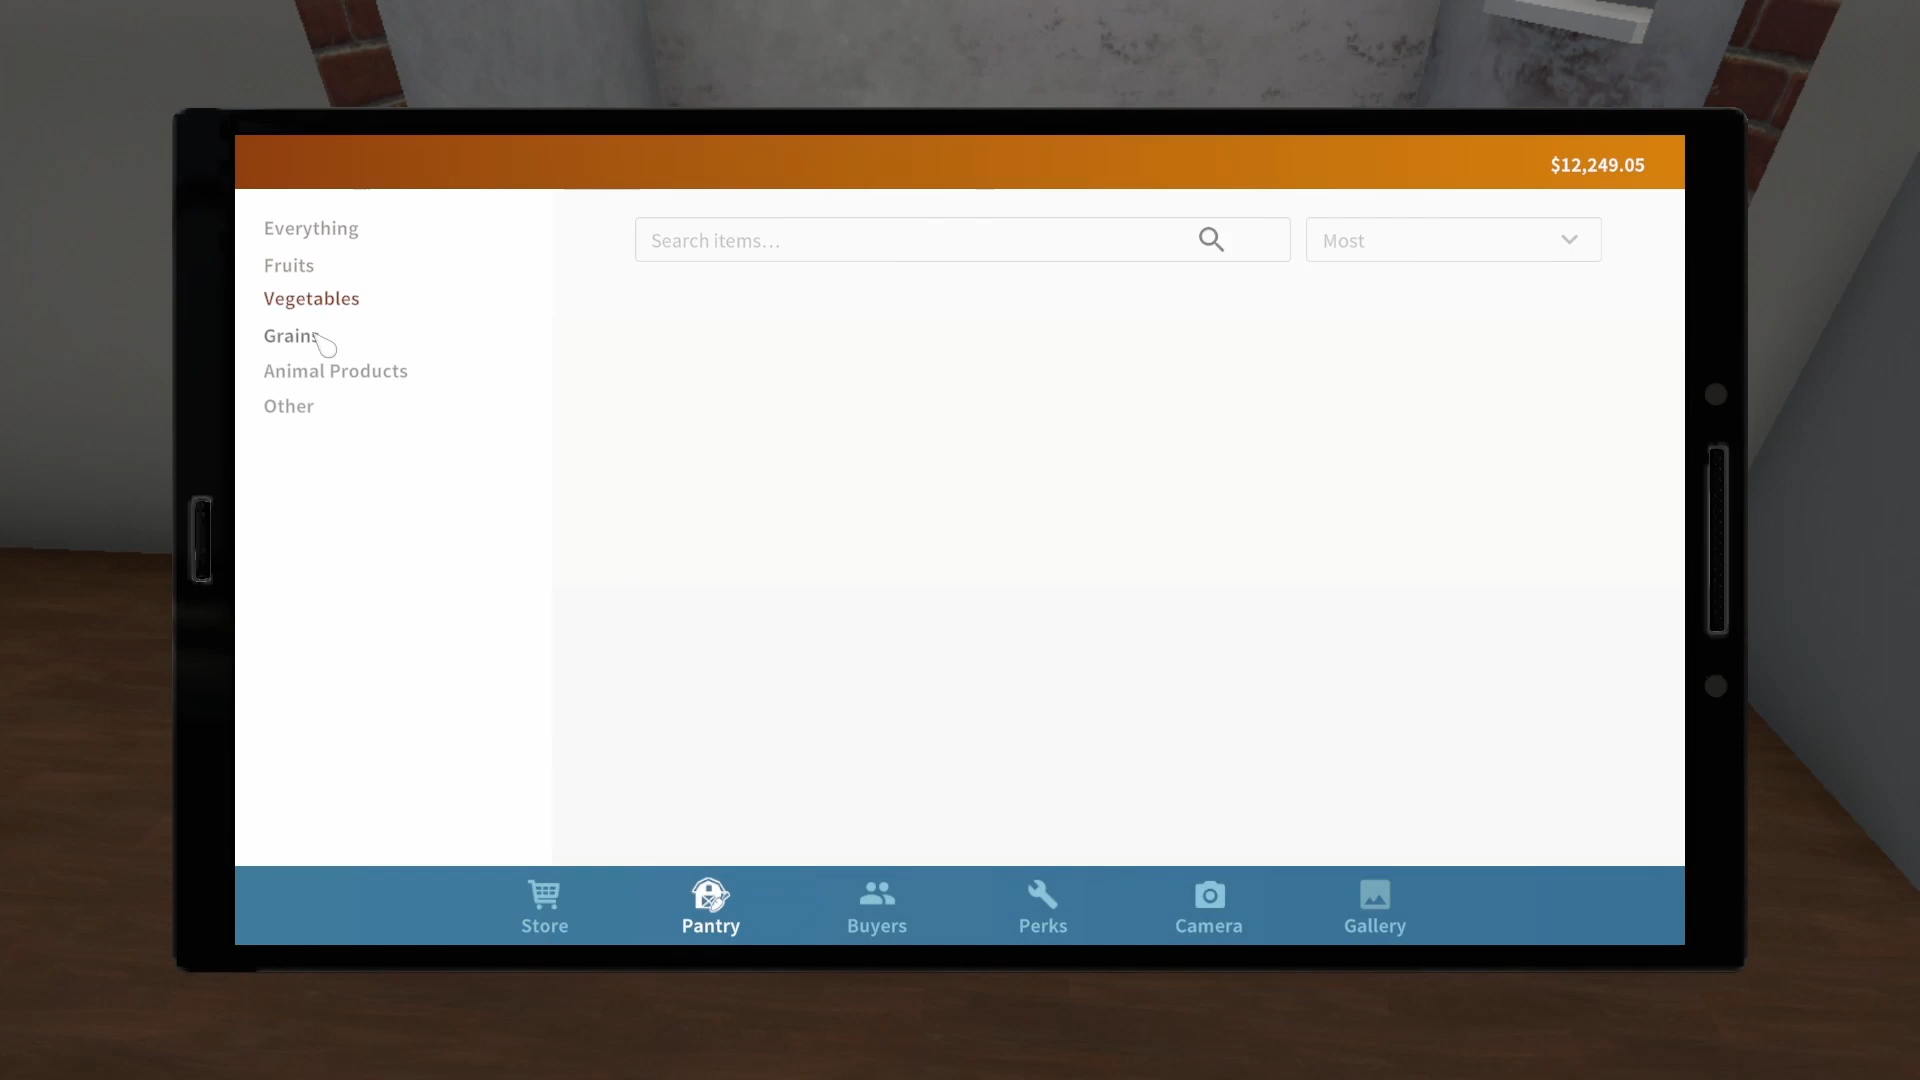 $12,249.05
Everything
Fruits
Vegetables
Grains
Animal Products
Other
Search items...
Most
Store
Pantry
Buyers
Perks
Camera
Gallery